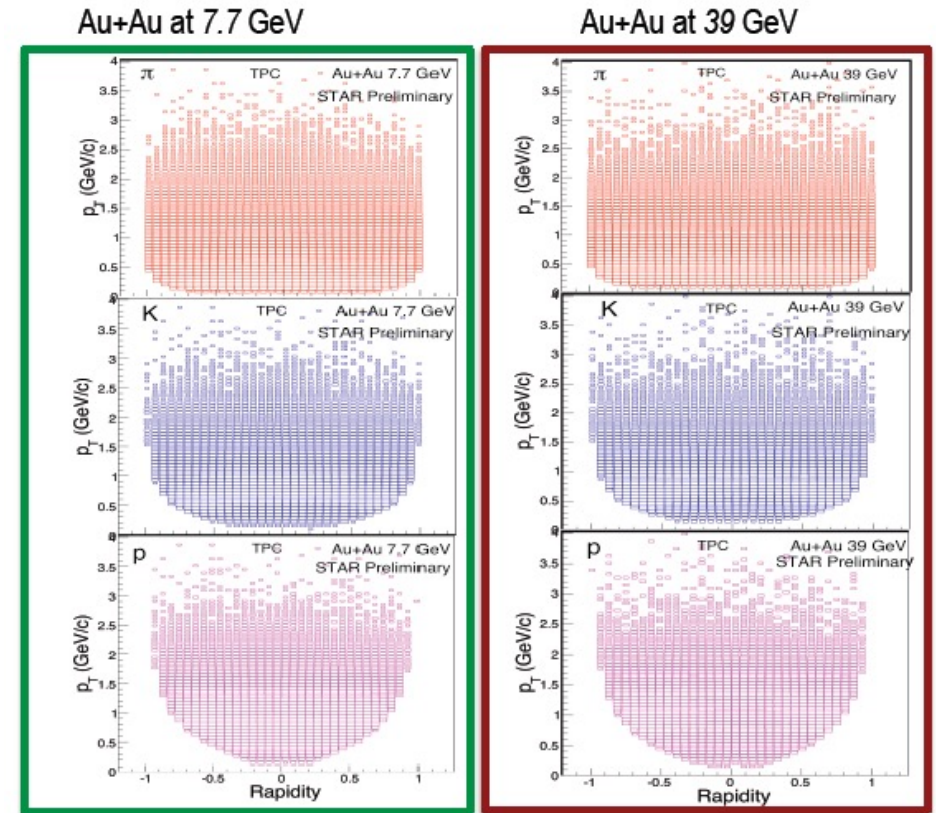 Au+Au at 7.7 GeV
Au+Au at 39 GeV
π TPC Au+Au 7.7 GeV
STAR Preliminary
p_T (GeV/c)
4
3.5
3
2.5
2
1.5
1
0.5
0
K TPC Au+Au 7.7 GeV
STAR Preliminary
p_T (GeV/c)
4
3.5
3
2.5
2
1.5
1
0.5
0
p TPC Au+Au 7.7 GeV
STAR Preliminary
p_T (GeV/c)
4
3.5
3
2.5
2
1.5
1
0.5
0
-1 -0.5 0 0.5 1
Rapidity
π TPC Au+Au 39 GeV
STAR Preliminary
p_T (GeV/c)
4
3.5
3
2.5
2
1.5
1
0.5
0
K TPC Au+Au 39 GeV
STAR Preliminary
p_T (GeV/c)
4
3.5
3
2.5
2
1.5
1
0.5
0
p TPC Au+Au 39 GeV
STAR Preliminary
p_T (GeV/c)
4
3.5
3
2.5
2
1.5
1
0.5
0
-1 -0.5 0 0.5 1
Rapidity